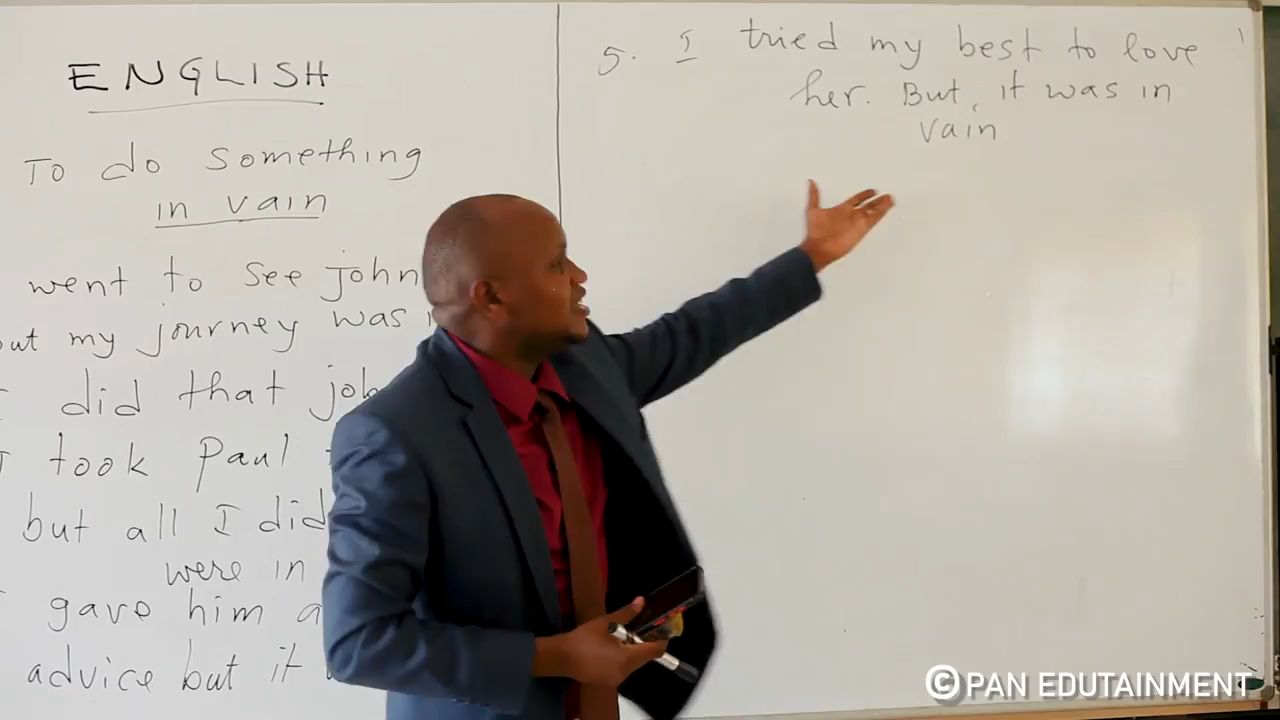 ENGLISH
To do something
in vain
went to see john
but my journey was
did that job
I took Paul
but all I did
were in
gave him a
advice but it
5. I tried my best to love
her. But, it was in
vain
©PAN EDUTAINMENT